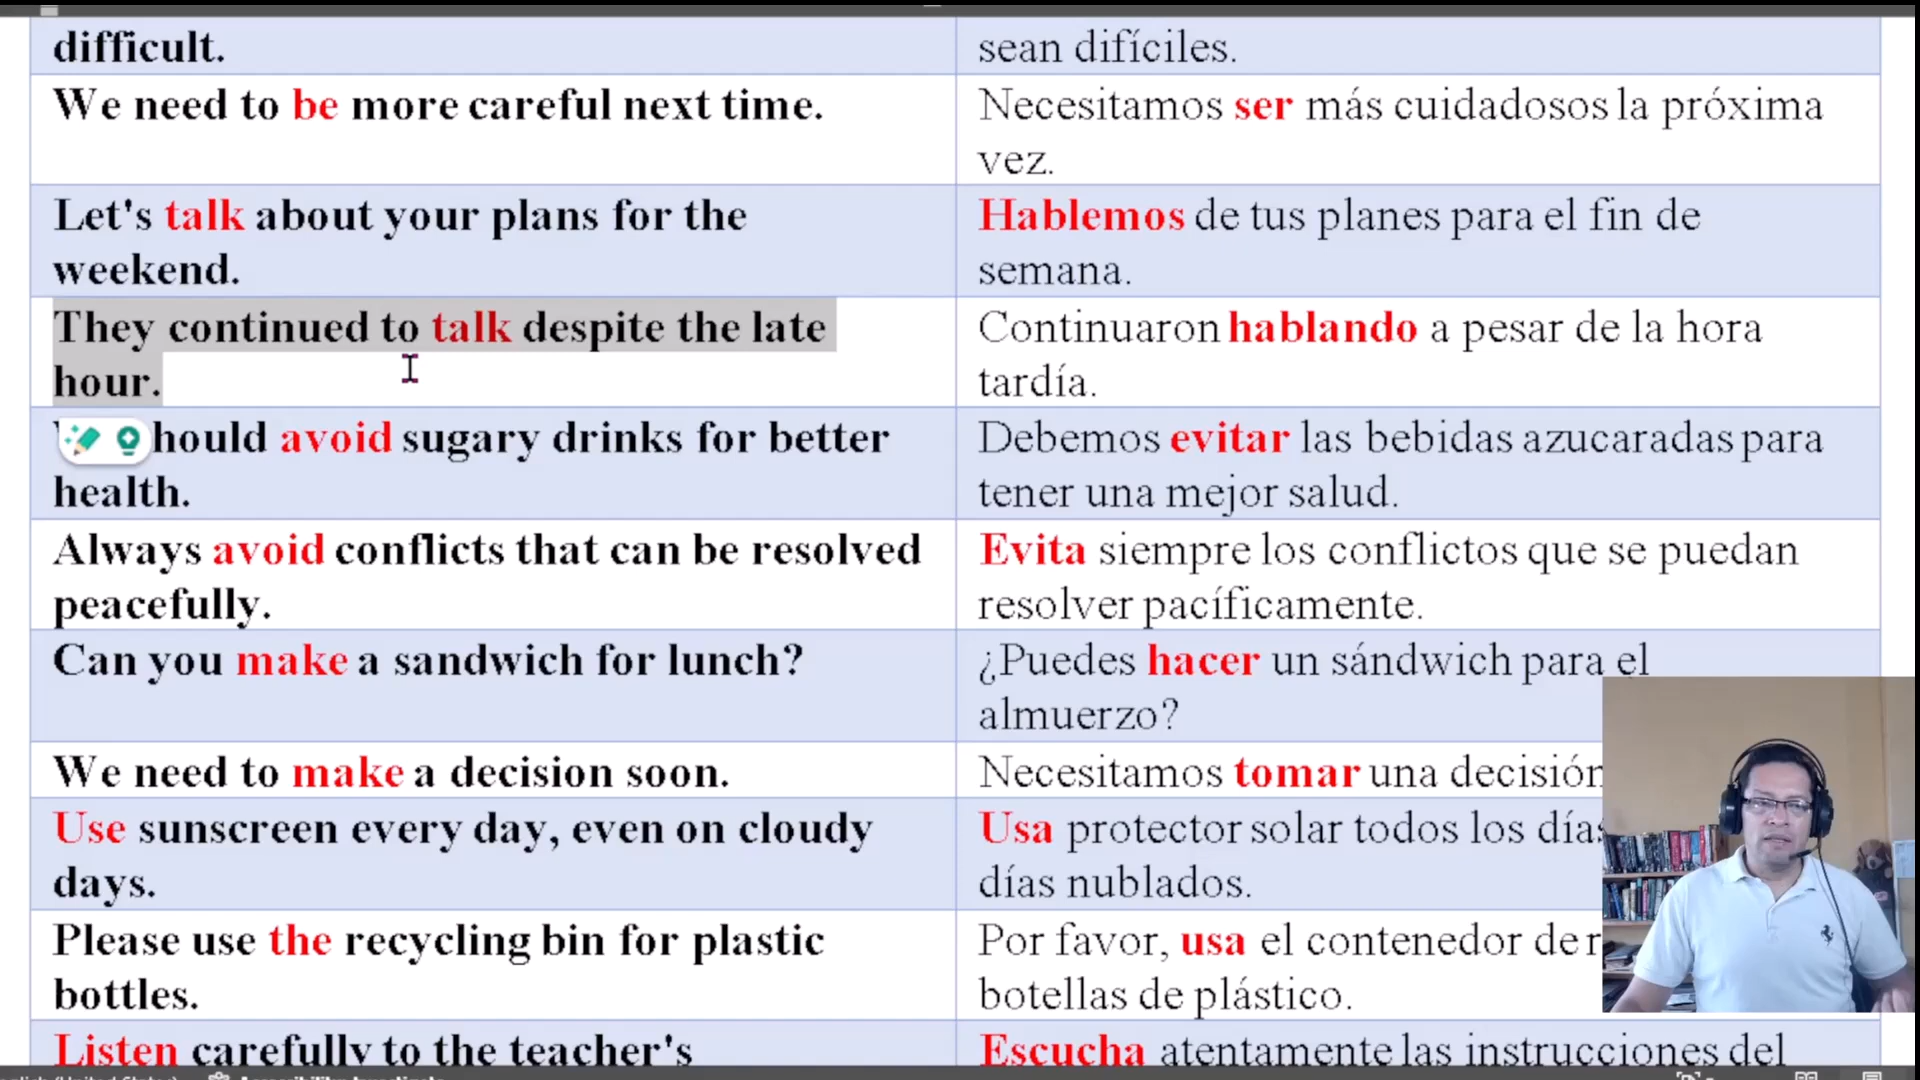 difficult.
sean difíciles.
We need to be more careful next time.
Necesitamos ser más cuidadosos la próxima
vez.
Let's talk about your plans for the
weekend.
Hablemos de tus planes para el fin de
semana.
They continued to talk despite the late
hour.
Continuaron hablando a pesar de la hora
tardía.
hould avoid sugary drinks for better
health.
Debemos evitar las bebidas azucaradas para
tener una mejor salud.
Always avoid conflicts that can be resolved
peacefully.
Evita siempre los conflictos que se puedan
resolver pacíficamente.
Can you make a sandwich for lunch?
¿Puedes hacer un sándwich para el
almuerzo?
We need to make a decision soon.
Necesitamos tomar una decisión
Use sunscreen every day, even on cloudy
days.
Usa protector solar todos los días
días nublados.
Please use the recycling bin for plastic
bottles.
Por favor, usa el contenedor de r
botellas de plástico.
Listen carefully to the teacher's
Escucha atentamente las instrucciones del